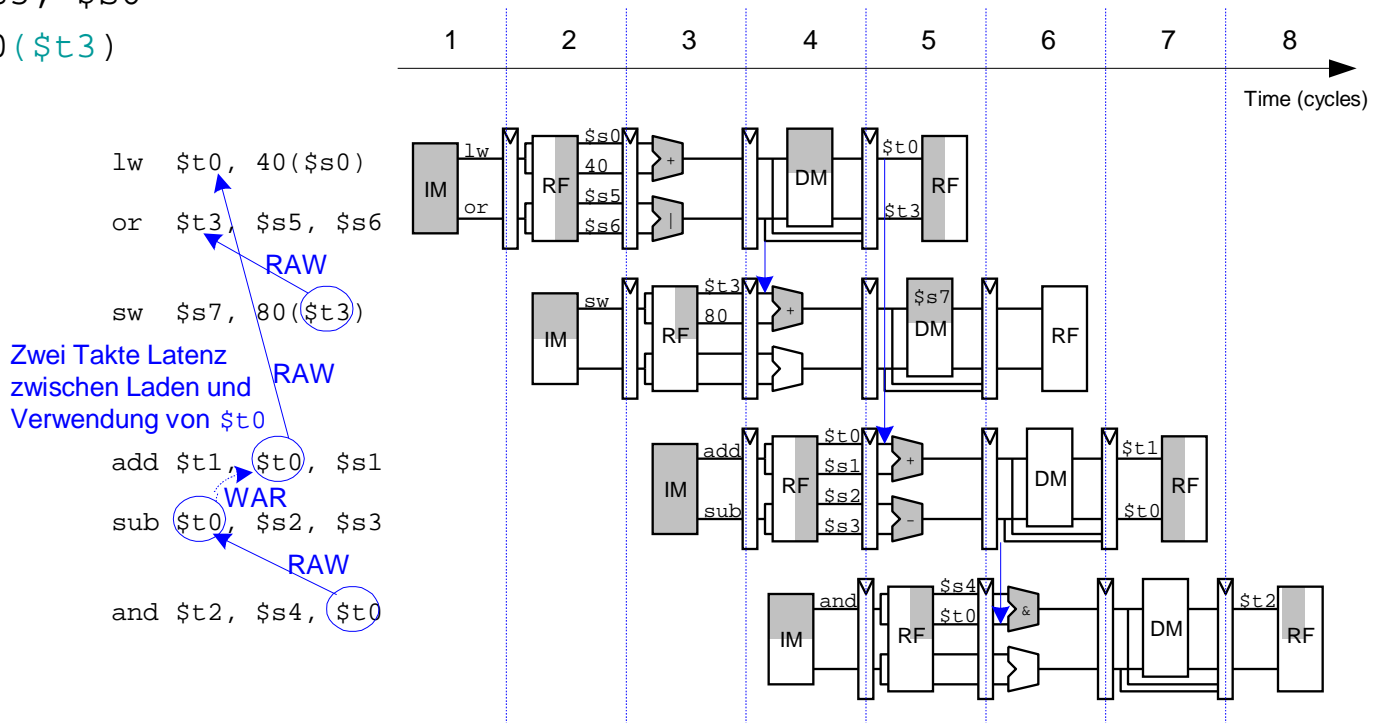 $s0
0($t3)
1 2 3 4 5 6 7 8
Time (cycles)
lw $t0, 40($s0)
or $t3, $s5, $s6
RAW
sw $s7, 80($t3)
Zwei Takte Latenz
zwischen Laden und
Verwendung von $t0
RAW
add $t1, $t0, $s1
WAR
sub $t0, $s2, $s3
RAW
and $t2, $s4, $t0
IM
lw
or
RF
$s0
40
$s5
$s6
+
|
DM
$t0
$t3
RF
IM
sw
RF
$t3
80
+
$s7
DM
RF
IM
add
sub
RF
$t0
$s1
$s2
$s3
+
-
DM
$t1
$t0
RF
IM
and
RF
$s4
$t0
&
DM
$t2
RF